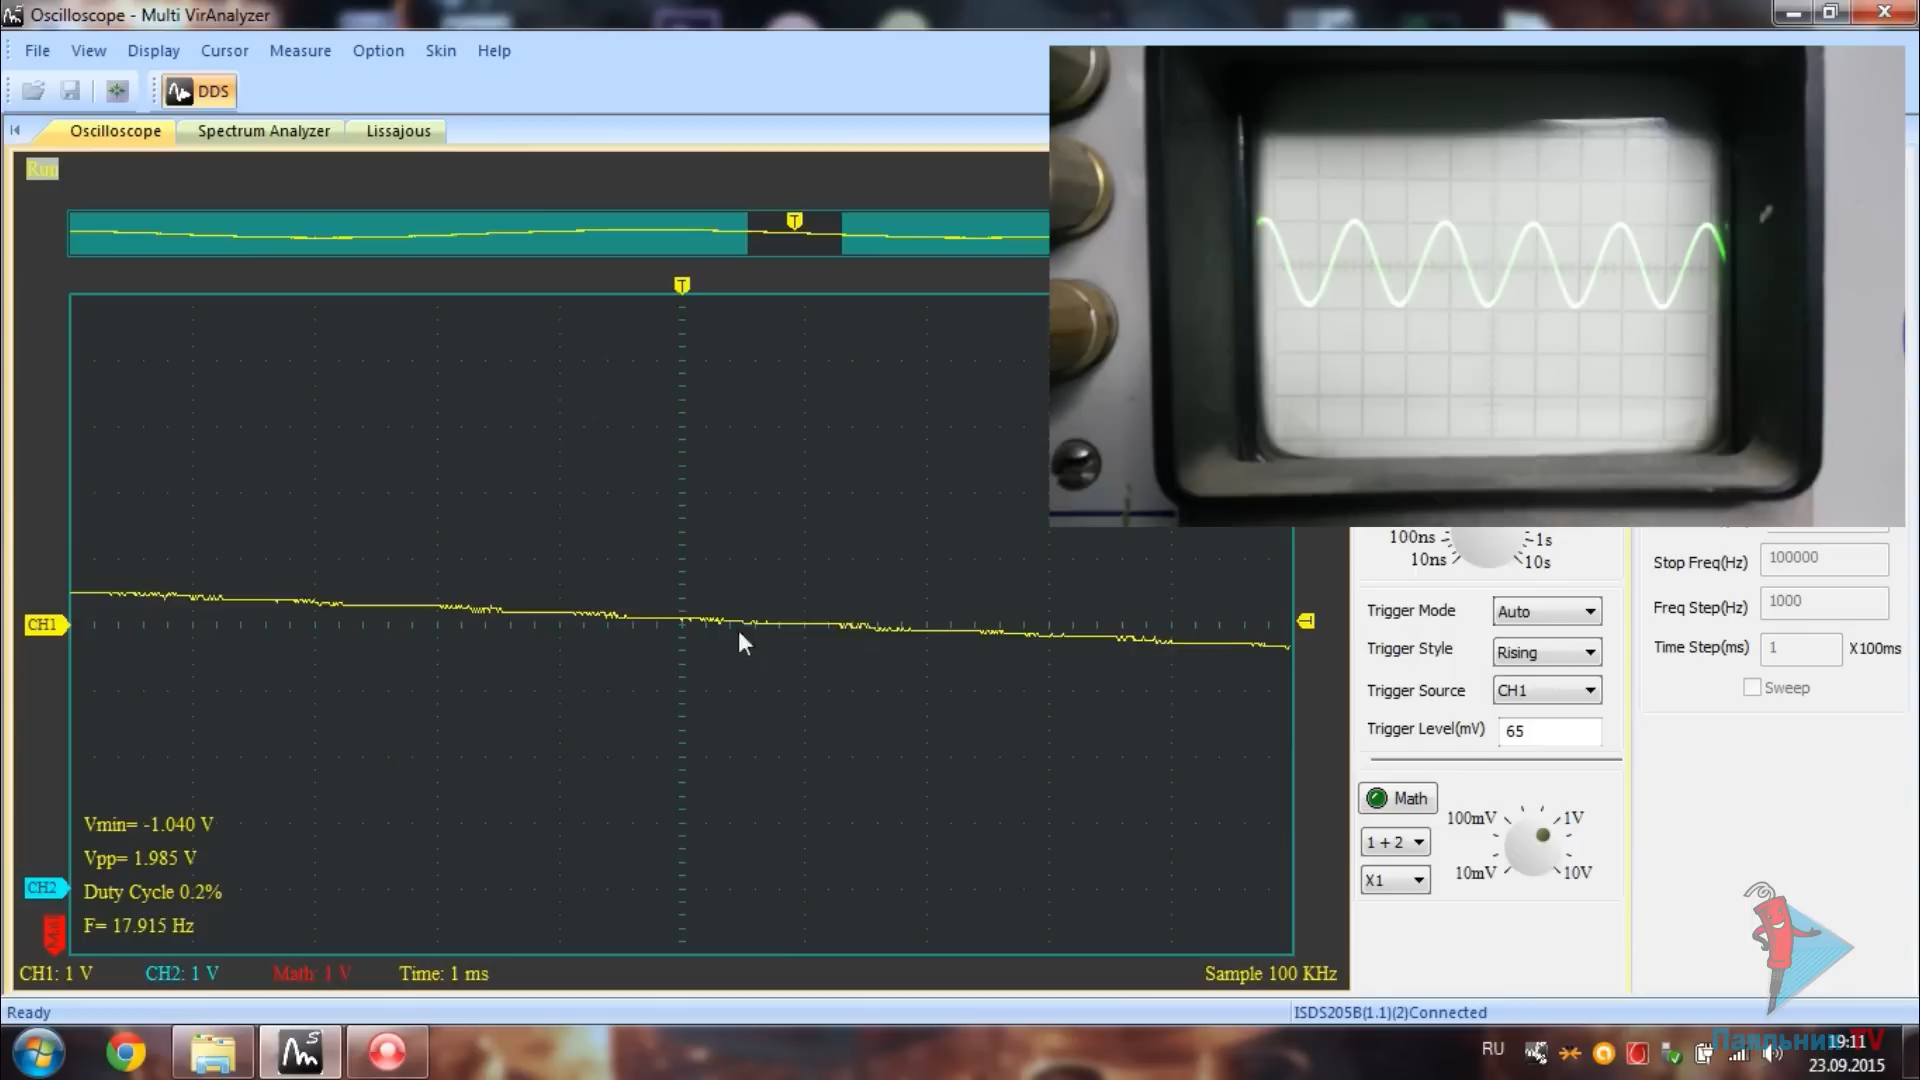 Oscilloscope - Multi VirAnalyzer
File View Display Cursor Measure Option Skin Help
DDS
Oscilloscope Spectrum Analyzer Lissajous
Run
T
T
CH1
Vmin= -1.040 V
Vpp= 1.985 V
Duty Cycle 0.2%
F= 17.915 Hz
CH2
CH1: 1 V CH2: 1 V Math: 1 V Time: 1 ms Sample 100 KHz
100ns 1s
10ns 10s
Trigger Mode Auto
Trigger Style Rising
Trigger Source CH1
Trigger Level(mV) 65
Math
1 + 2
X1
100mV 1V
10mV 10V
Stop Freq(Hz) 100000
Freq Step(Hz) 1000
Time Step(ms) 1 X100ms
Sweep
Ready ISDS205B(1.1)(2)Connected
RU
Паяльник TV
19:11
23.09.2015